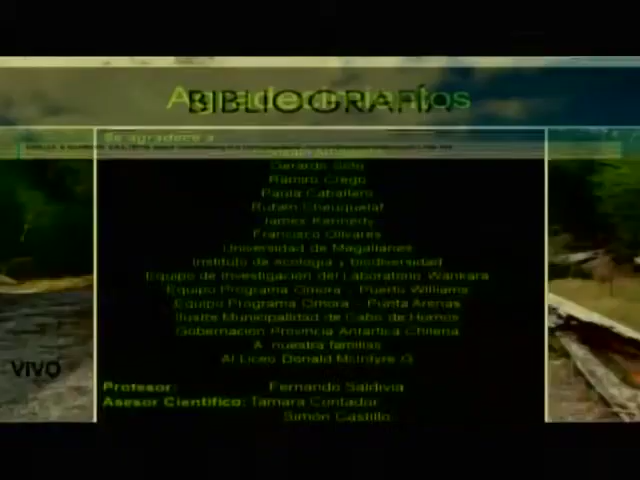 Agradecimientos
BIBLIOGRAFÍA
Se agradece a
Gerardo Soto
Ramiro Crego
Paula Caballero
James Kennedy
Francisco Olivares
Universidad de Magallanes
Instituto de ecología y biodiversidad
Equipo de Investigación del Laboratorio Wankara
Equipo Programa Omora - Puerto Williams
Equipo Programa Omora - Punta Arenas
Ilustre Municipalidad de Cabo de Hornos
Gobernación Provincia Antártica Chilena
A nuestra familias
Al Liceo Donald McIntyre G.
Profesor: Fernando Saldivia
Asesor Científico: Tamara Contador
Simón Castillo
VIVO